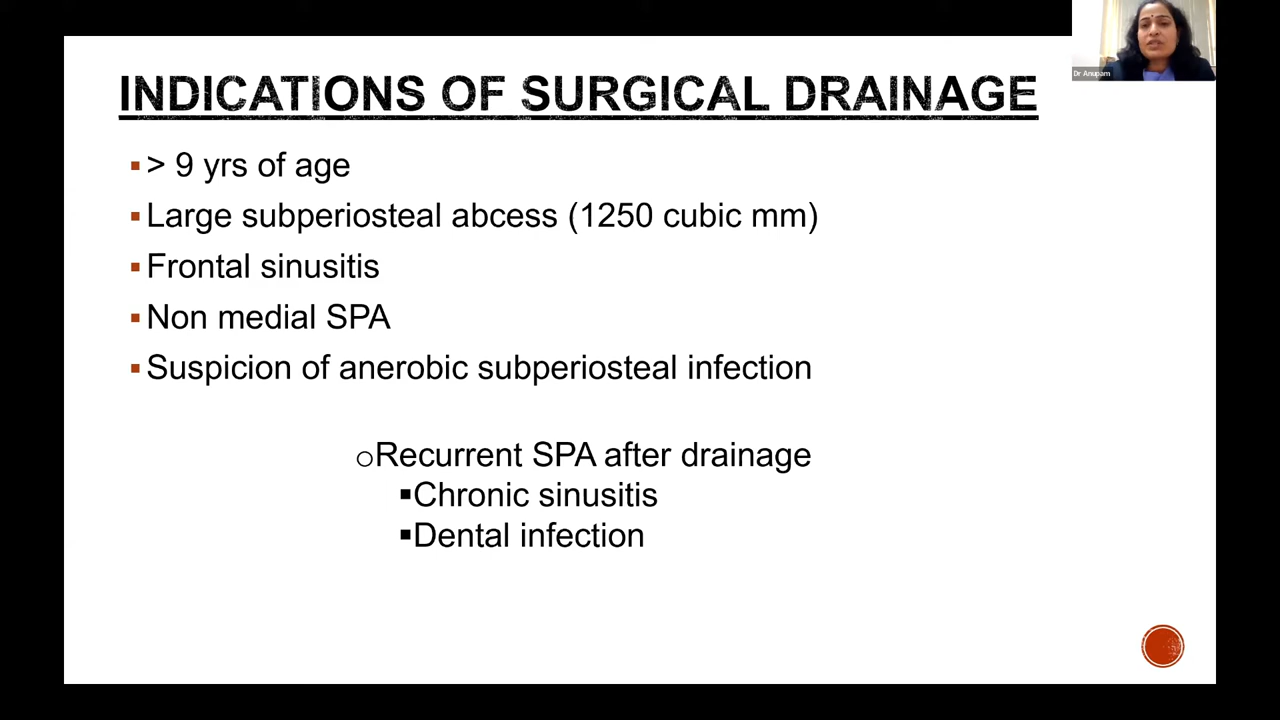 Dr Anupam
INDICATIONS OF SURGICAL DRAINAGE
> 9 yrs of age
Large subperiosteal abcess (1250 cubic mm)
Frontal sinusitis
Non medial SPA
Suspicion of anerobic subperiosteal infection
Recurrent SPA after drainage
Chronic sinusitis
Dental infection